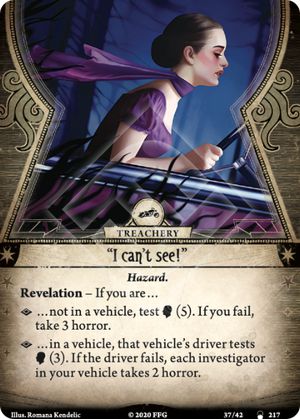 TREACHERY
"I can't see!"
Hazard.
Revelation – If you are…
…not in a vehicle, test (5). If you fail,
take 3 horror.
…in a vehicle, that vehicle's driver tests
(3). If the driver fails, each investigator
in your vehicle takes 2 horror.
Illus. Romana Kendelic © 2020 FFG 37/42 217